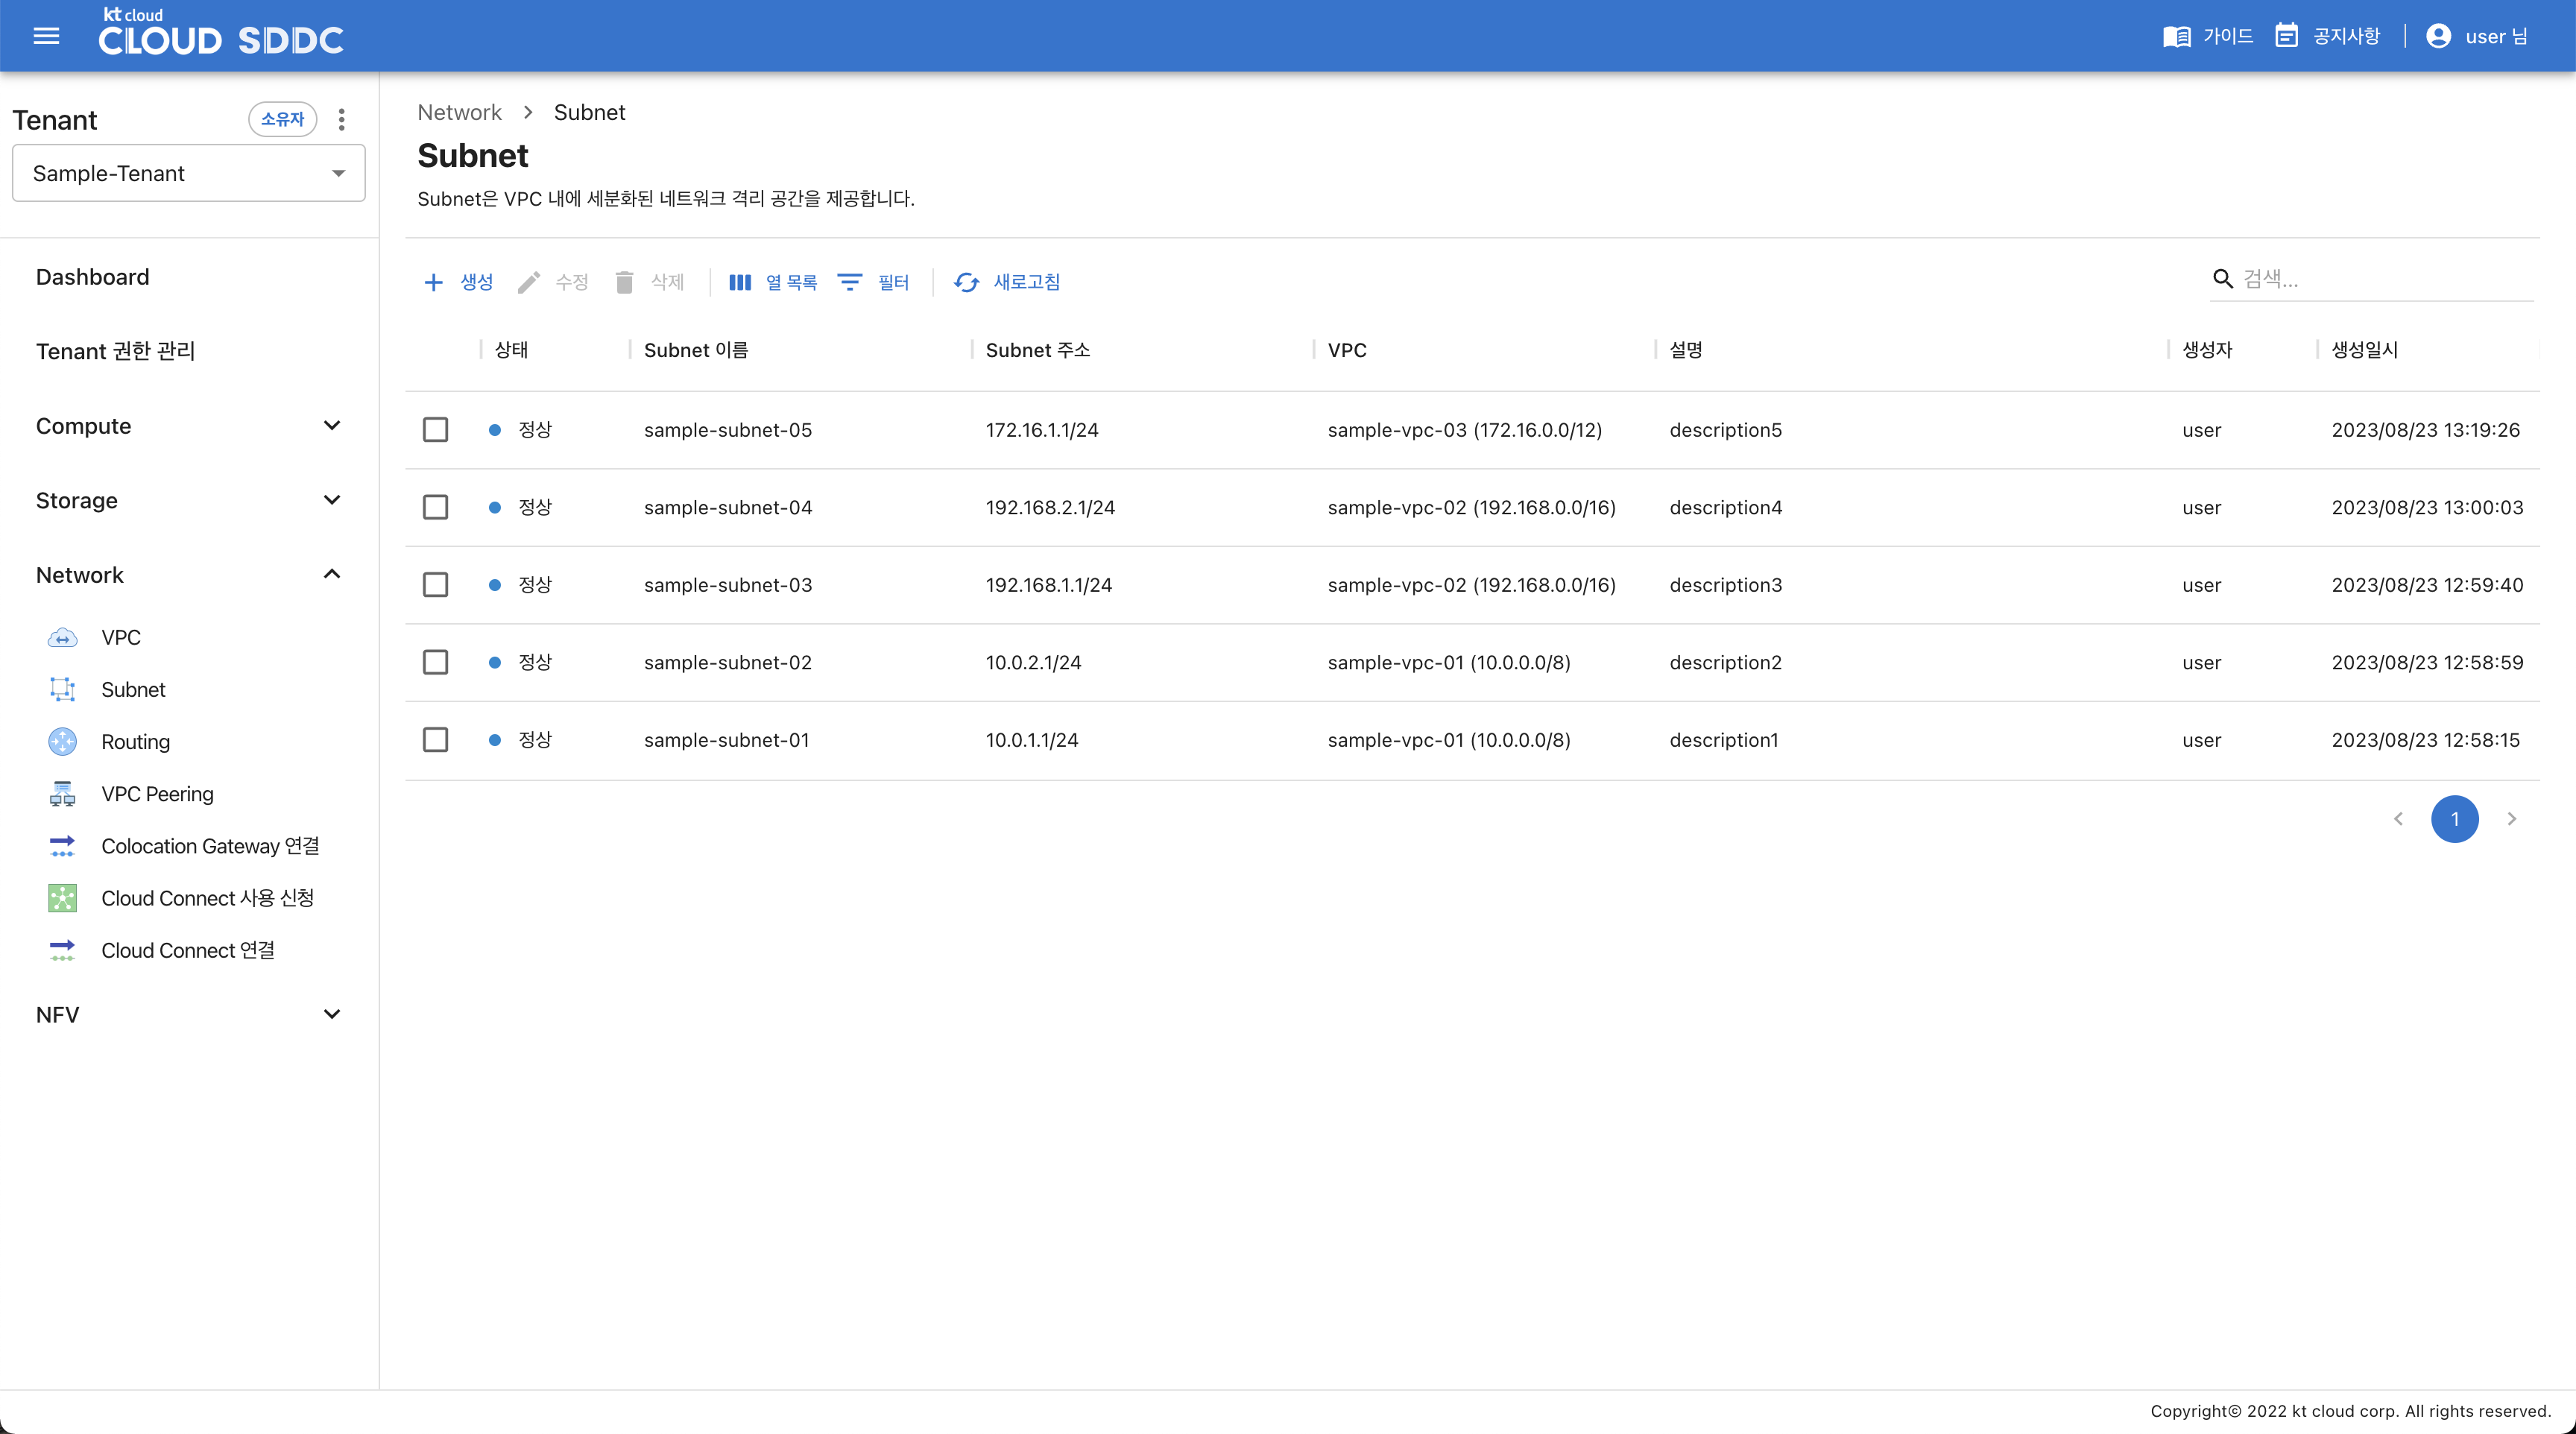 kt cloud
CLOUD SDDC
가이드
공지사항
user 님
Tenant
소유자
Sample-Tenant
Dashboard
Tenant 권한 관리
Compute
Storage
Network
VPC
Subnet
Routing
VPC Peering
Colocation Gateway 연결
Cloud Connect 사용 신청
Cloud Connect 연결
NFV
Network > Subnet
Subnet
Subnet은 VPC 내에 세분화된 네트워크 격리 공간을 제공합니다.
생성 수정 삭제 열 목록 필터 새로고침 검색...
상태 Subnet 이름 Subnet 주소 VPC 설명 생성자 생성일시
정상 sample-subnet-05 172.16.1.1/24 sample-vpc-03 (172.16.0.0/12) description5 user 2023/08/23 13:19:26
정상 sample-subnet-04 192.168.2.1/24 sample-vpc-02 (192.168.0.0/16) description4 user 2023/08/23 13:00:03
정상 sample-subnet-03 192.168.1.1/24 sample-vpc-02 (192.168.0.0/16) description3 user 2023/08/23 12:59:40
정상 sample-subnet-02 10.0.2.1/24 sample-vpc-01 (10.0.0.0/8) description2 user 2023/08/23 12:58:59
정상 sample-subnet-01 10.0.1.1/24 sample-vpc-01 (10.0.0.0/8) description1 user 2023/08/23 12:58:15
1
Copyright© 2022 kt cloud corp. All rights reserved.